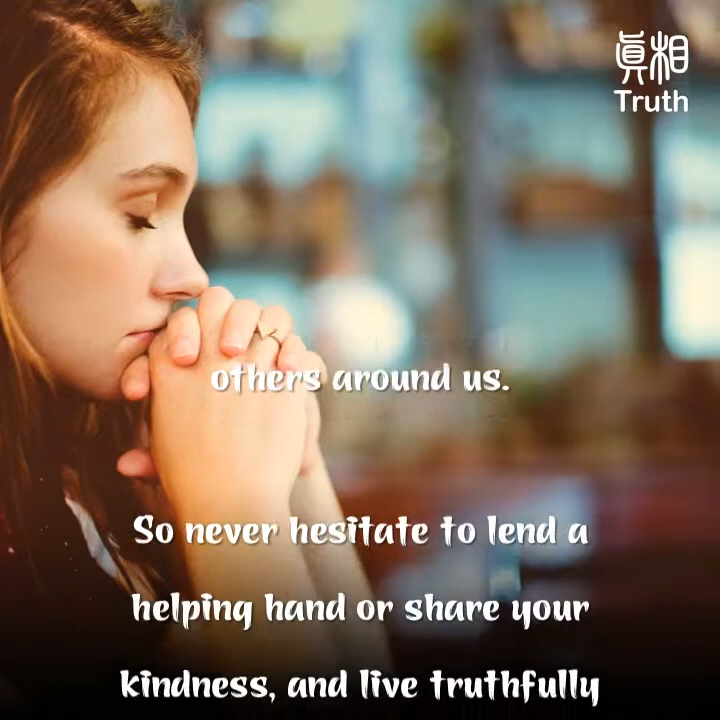 眞相
Truth
others around us.
So never hesitate to lend a
helping hand or share your
kindness, and live truthfully